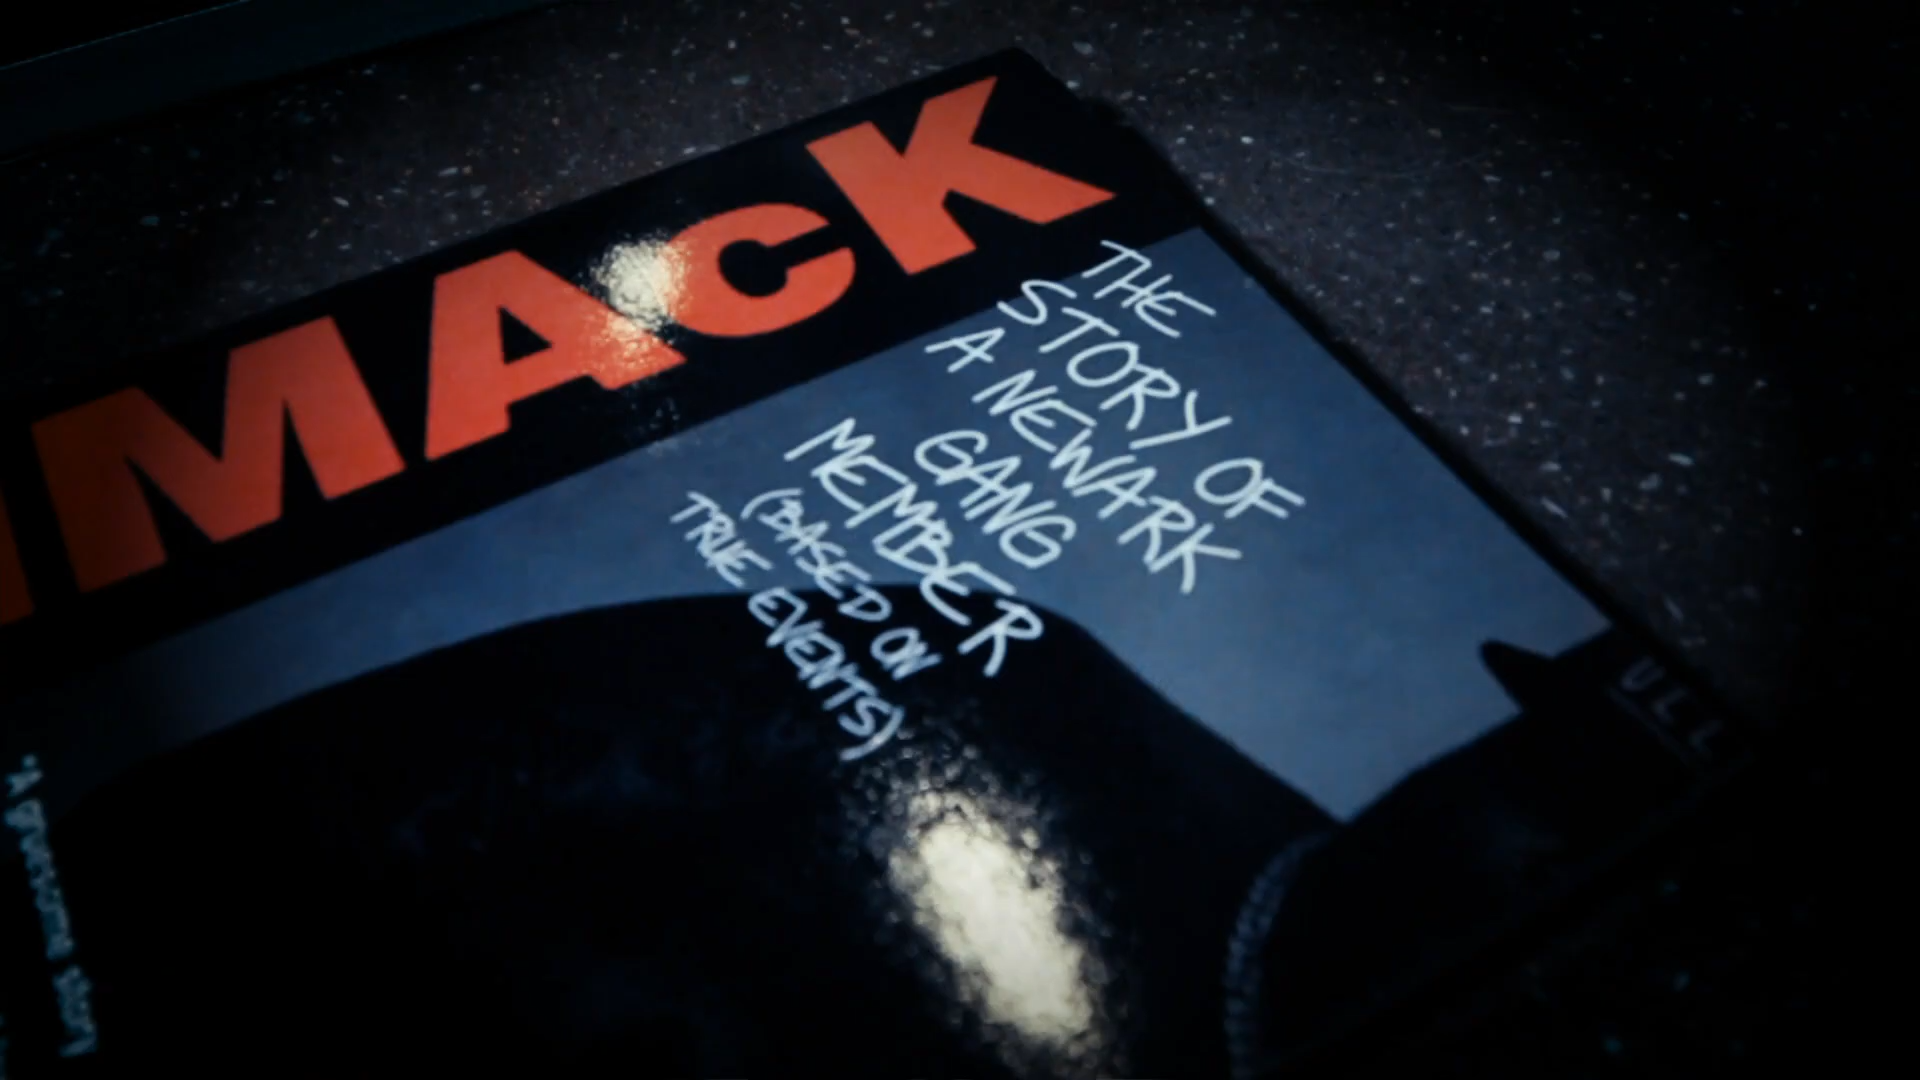 MACK
THE
STORY OF
A NEWARK
GANG
MEMBER
(BASED ON
TRUE EVENTS)